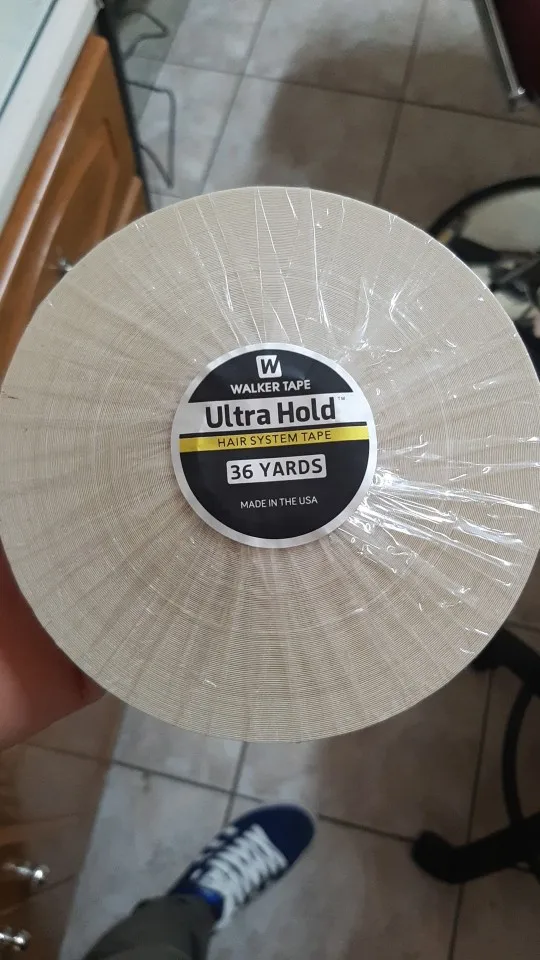 W
WALKER TAPE
Ultra Hold™
HAIR SYSTEM TAPE
36 YARDS
MADE IN THE USA